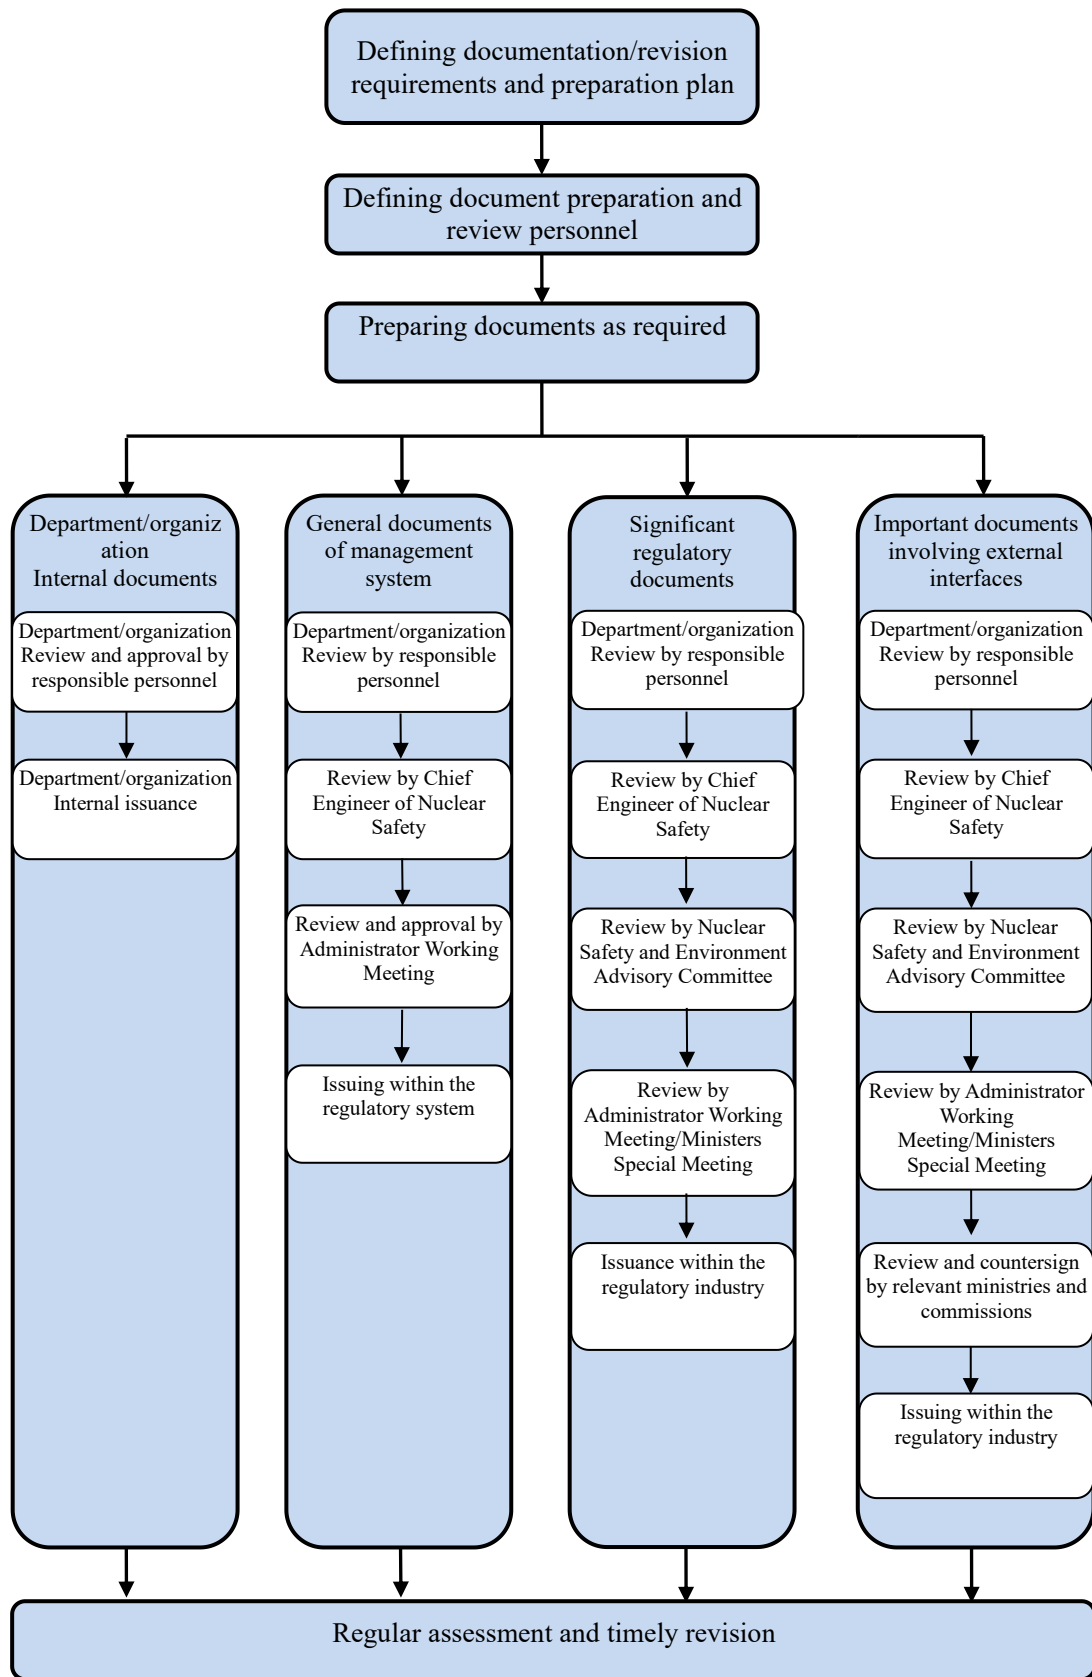 Defining documentation/revision
requirements and preparation plan
Defining document preparation and
review personnel
Preparing documents as required
Department/organiz
ation
Internal documents
Department/organization
Review and approval by
responsible personnel
Department/organization
Internal issuance
General documents
of management
system
Department/organization
Review by responsible
personnel
Review by Chief
Engineer of Nuclear
Safety
Review and approval by
Administrator Working
Meeting
Issuing within the
regulatory system
Significant
regulatory
documents
Department/organization
Review by responsible
personnel
Review by Chief
Engineer of Nuclear
Safety
Review by Nuclear
Safety and Environment
Advisory Committee
Review by
Administrator Working
Meeting/Ministers
Special Meeting
Issuance within the
regulatory industry
Important documents
involving external
interfaces
Department/organization
Review by responsible
personnel
Review by Chief
Engineer of Nuclear
Safety
Review by Nuclear
Safety and Environment
Advisory Committee
Review by Administrator
Working
Meeting/Ministers
Special Meeting
Review and countersign
by relevant ministries and
commissions
Issuing within the
regulatory industry
Regular assessment and timely revision